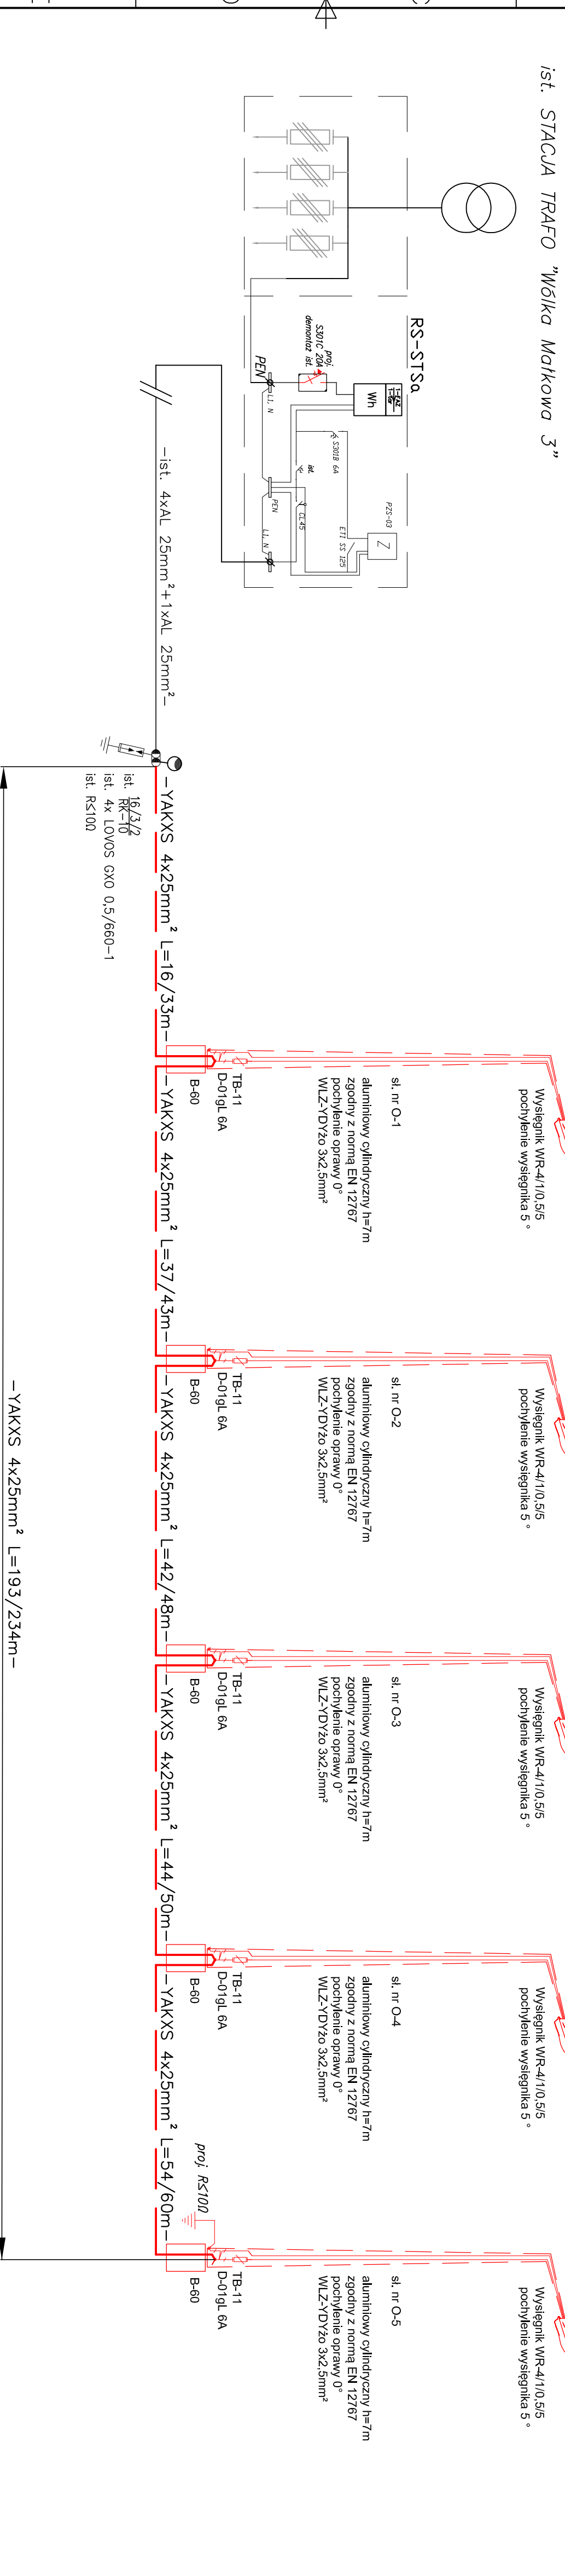 ist. STACJA TRAFO "Wólka Małkowa 3"
RS-STSa
proj.
S301C 20A
demontaż ist.
1-FAZ
1-tar
Wh
PEN
L1, N
S301B 6A
ist.
CL45
PEN
L1, N
PZS-03
Z
ETI SS 125
-ist. 4xAL 25mm²+1xAL 25mm²-
ist. 16/3/2
RK-10
ist. 4x LOVOS GXO 0,5/660-1
ist. R≤10Ω
-YAKXS 4x25mm² L=16/33m-
Wysięgnik WR-4/1/0,5/5
pochylenie wysięgnika 5 °
sł. nr O-1
aluminiowy cylindryczny h=7m
zgodny z normą EN 12767
pochylenie oprawy 0°
WLZ-YDYżo 3x2,5mm²
TB-11
D-01gL 6A
B-60
-YAKXS 4x25mm² L=37/43m-
Wysięgnik WR-4/1/0,5/5
pochylenie wysięgnika 5 °
sł. nr O-2
aluminiowy cylindryczny h=7m
zgodny z normą EN 12767
pochylenie oprawy 0°
WLZ-YDYżo 3x2,5mm²
TB-11
D-01gL 6A
B-60
-YAKXS 4x25mm² L=42/48m-
Wysięgnik WR-4/1/0,5/5
pochylenie wysięgnika 5 °
sł. nr O-3
aluminiowy cylindryczny h=7m
zgodny z normą EN 12767
pochylenie oprawy 0°
WLZ-YDYżo 3x2,5mm²
TB-11
D-01gL 6A
B-60
-YAKXS 4x25mm² L=44/50m-
Wysięgnik WR-4/1/0,5/5
pochylenie wysięgnika 5 °
sł. nr O-4
aluminiowy cylindryczny h=7m
zgodny z normą EN 12767
pochylenie oprawy 0°
WLZ-YDYżo 3x2,5mm²
TB-11
D-01gL 6A
B-60
-YAKXS 4x25mm² L=54/60m-
Wysięgnik WR-4/1/0,5/5
pochylenie wysięgnika 5 °
sł. nr O-5
aluminiowy cylindryczny h=7m
zgodny z normą EN 12767
pochylenie oprawy 0°
WLZ-YDYżo 3x2,5mm²
TB-11
D-01gL 6A
B-60
proj. R≤10Ω
-YAKXS 4x25mm² L=193/234m-